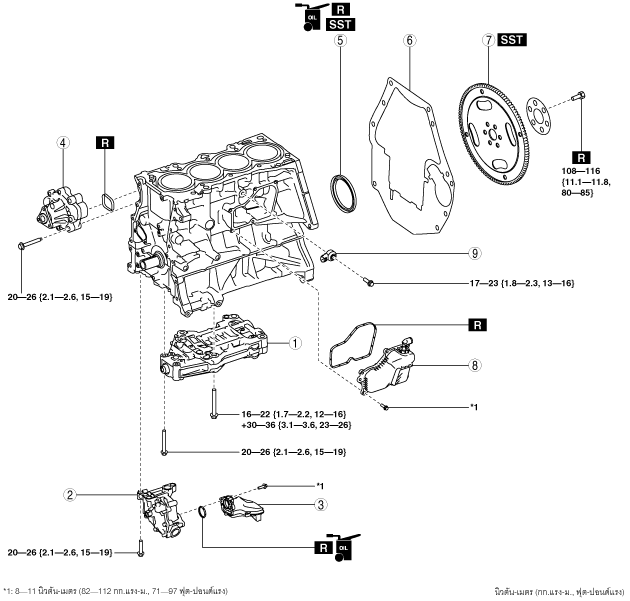 OIL
R
SST
5
6
7 SST
4
R
R
108—116
{11.1—11.8,
80—85}
9
20—26 {2.1—2.6, 15—19}
17—23 {1.8—2.3, 13—16}
R
1
8
*1
16—22 {1.7—2.2, 12—16}
+30—36 {3.1—3.6, 23—26}
20—26 {2.1—2.6, 15—19}
*1
2
3
R
OIL
20—26 {2.1—2.6, 15—19}
*1: 8—11 นิวตัน-เมตร {82—112 กก.แรง-ซม., 71—97 ฟุต-ปอนด์แรง}
นิวตัน-เมตร {กก.แรง-ม., ฟุต-ปอนด์แรง}